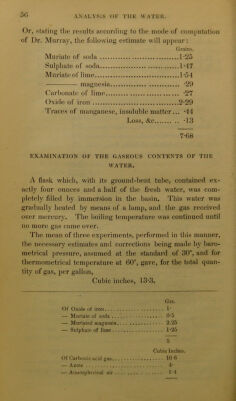 56 ANALYSIS OF THE WATER.
Or, stating the results according to the mode of computation
of Dr. Murray, the following estimate will appear:
Grains.
Muriate of soda ............................1·25
Sulphate of soda............................1·47
Muriate of lime............................1·54
——— magnesia........................ ·29
Carbonate of lime........................ ·27
Oxide of iron ............................2·29
Traces of manganese, insoluble matter ... ·44
Loss, &c........ ·13
7·68
EXAMINATION OF THE GASEOUS CONTENTS OF THE
WATER.
A flask which, with its ground-bent tube, contained ex-
actly four ounces and a half of the fresh water, was com-
pletely filled by immersion in the basin. This water was
gradually heated by means of a lamp, and the gas received
over mercury. The boiling temperature was continued until
no more gas came over.
The mean of three experiments, performed in this manner,
the necessary estimates and corrections being made by baro-
metrical pressure, assumed at the standard of 30°, and for
thermometrical temperature at 60°, gave, for the total quan-
tity of gas, per gallon,
Cubic inches, 13·3.
Grs.
Of Oxide of iron.................. 1·
— Muriate of soda ................ 0·5
— Muriated magnesia............. 2·25
— Sulphate of lime............... 1·25
5
Cubic Inches.
Of Carbonic acid gas................ 10·6
— Azote ........................ 4·
— Atmospherical air ............. 1·4